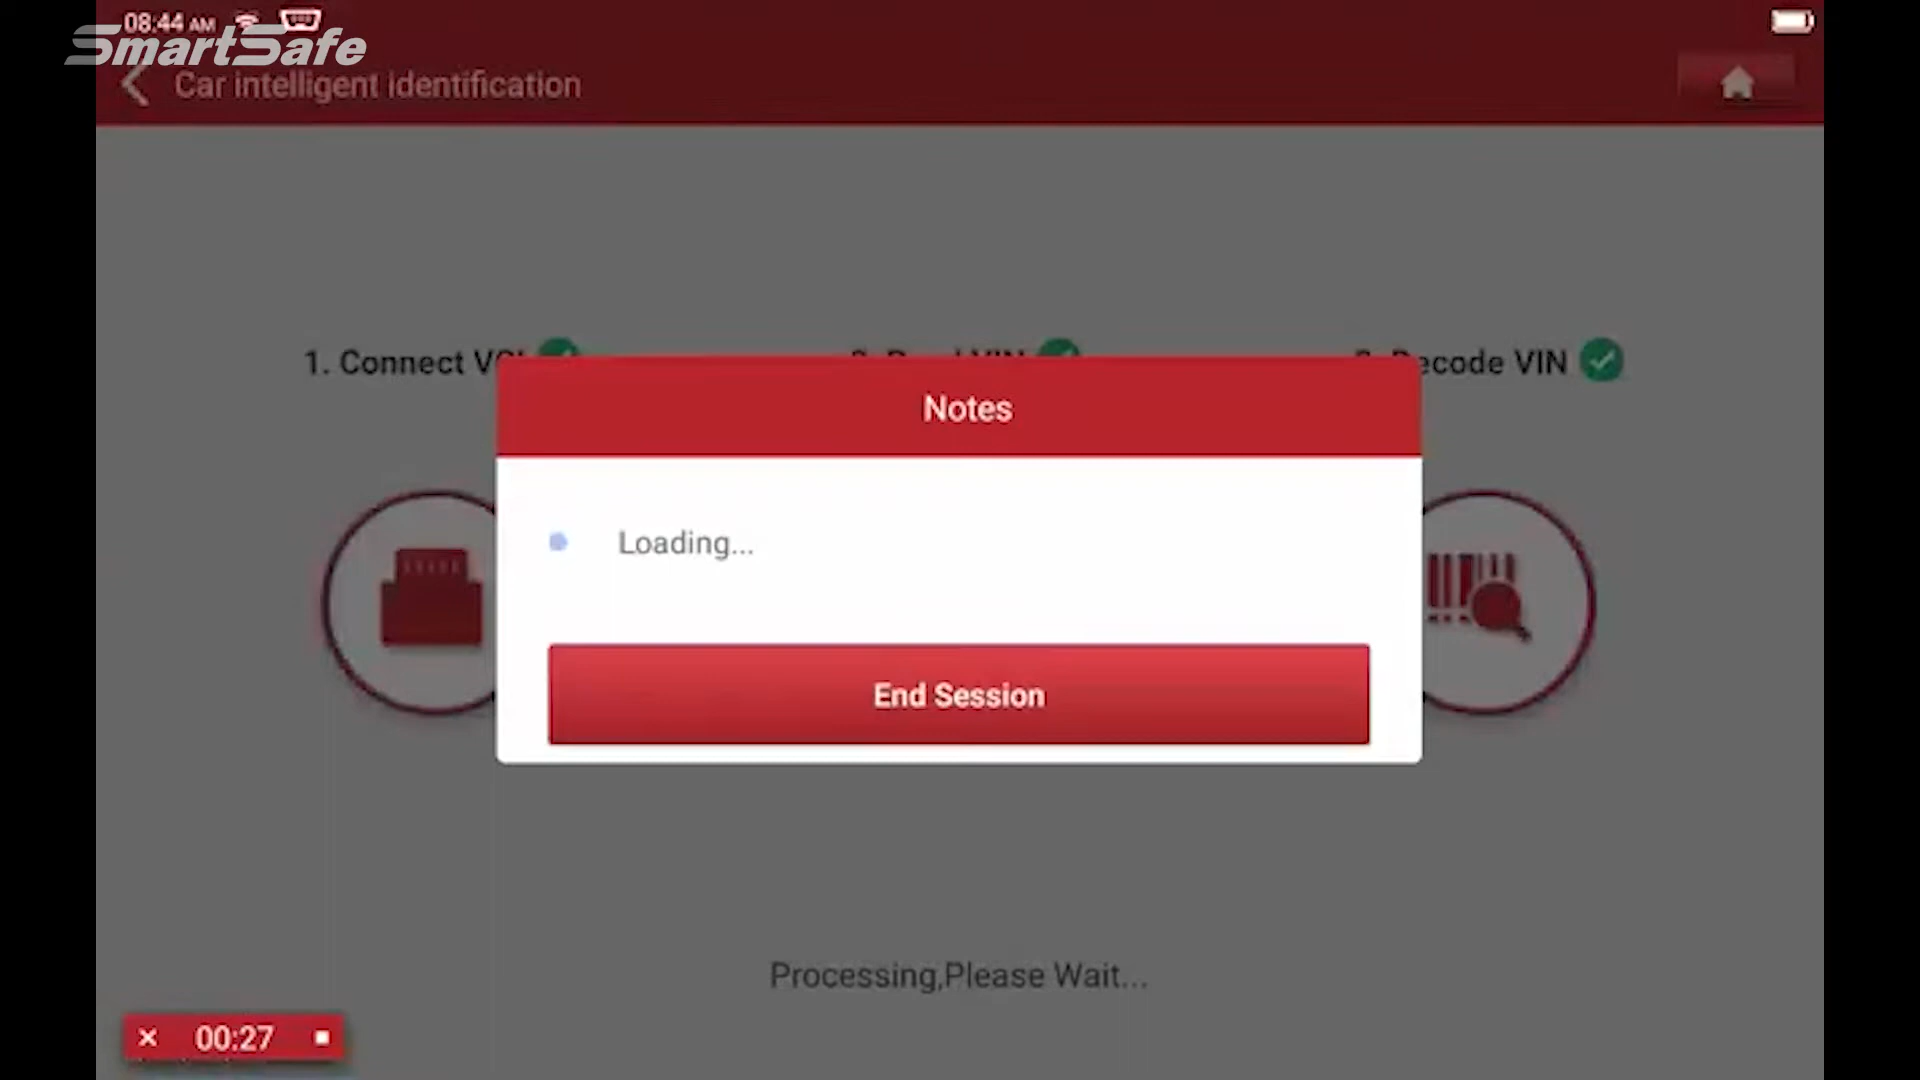 08:44 AM
SmartSafe
Car intelligent identification
1. Connect
Decode VIN
Notes
Loading...
End Session
Processing,Please Wait...
00:27